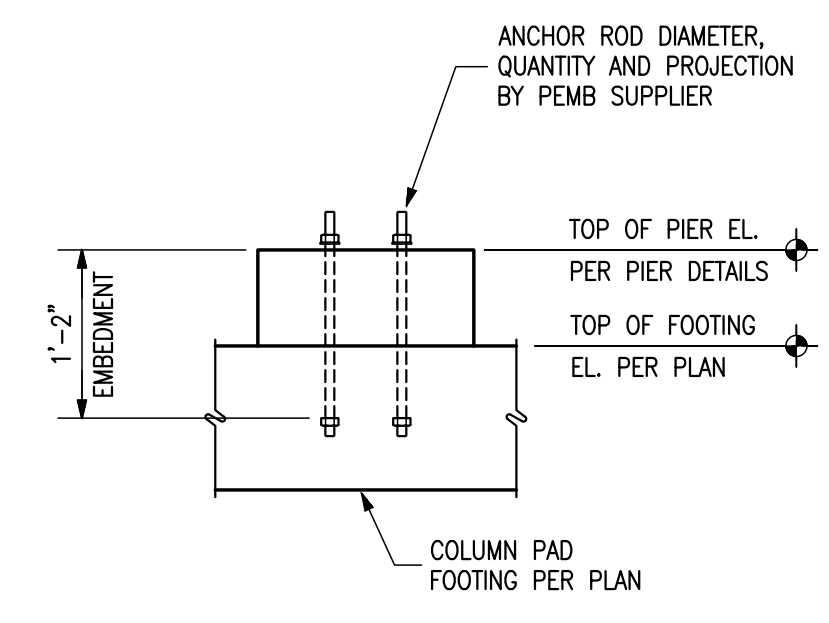 ANCHOR ROD DIAMETER,
QUANTITY AND PROJECTION
BY PEMB SUPPLIER
TOP OF PIER EL.
PER PIER DETAILS
1'-2"
EMBEDMENT
TOP OF FOOTING
EL. PER PLAN
COLUMN PAD
FOOTING PER PLAN